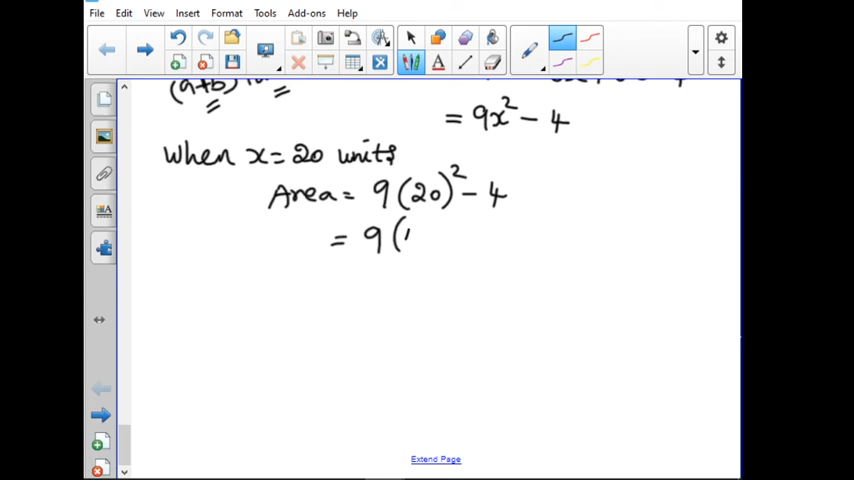 File Edit View Insert Format Tools Add-ons Help
(a+b)
= 9x² - 4
When x = 20 units
Area = 9(20)² - 4
= 9(
Extend Page